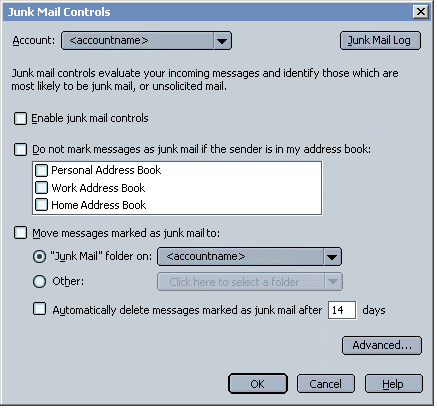 Junk Mail Controls
Account: <accountname> Junk Mail Log
Junk mail controls evaluate your incoming messages and identify those which are
most likely to be junk mail, or unsolicited mail.
Enable junk mail controls
Do not mark messages as junk mail if the sender is in my address book:
Personal Address Book
Work Address Book
Home Address Book
Move messages marked as junk mail to:
"Junk Mail" folder on: <accountname>
Other: Click here to select a folder
Automatically delete messages marked as junk mail after 14 days
Advanced...
OK Cancel Help